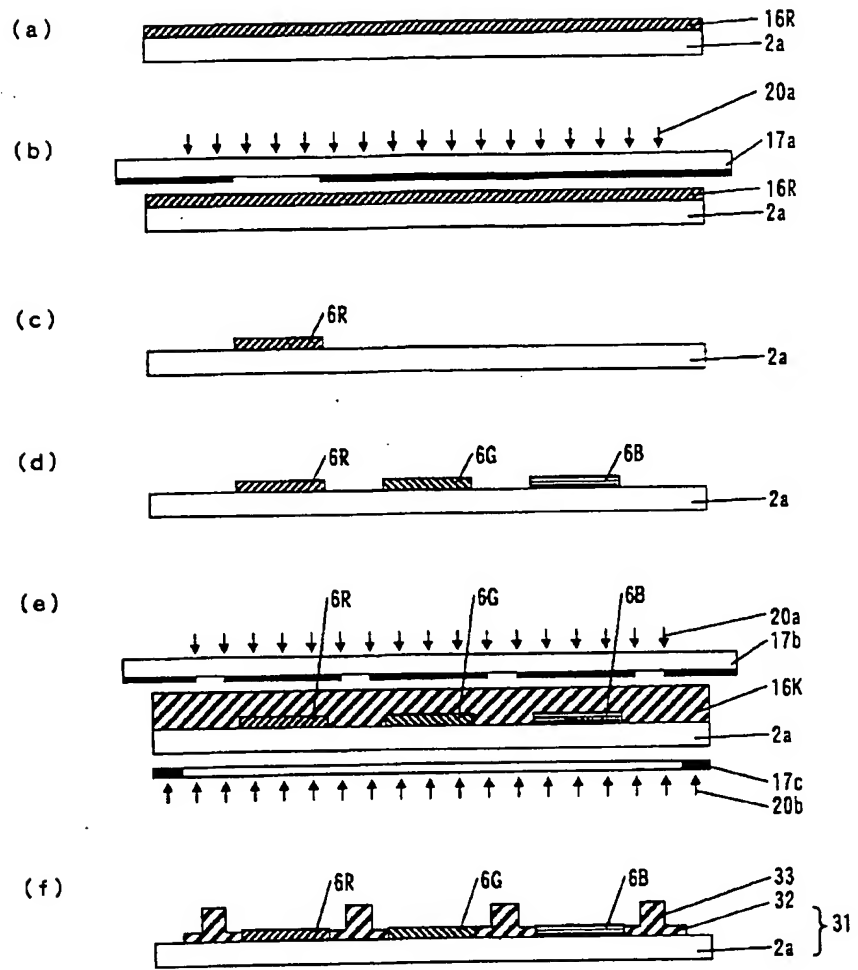 (a)
16R
2a
(b)
20a
17a
16R
2a
(c)
6R
2a
(d)
6R 6G 6B
2a
(e)
6R 6G 6B
20a
17b
16K
2a
17c
20b
(f)
6R 6G 6B
33
32
31
2a